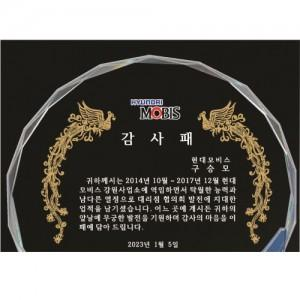 HYUNDAI
MOBIS
감 사 패
현대모비스
구 승 모
귀하께서는 2014년 10월 ~ 2017년 12월 현대
모비스 강원사업소에 역임하면서 탁월한 능력과
남다른 열정으로 대리점 협의회 발전에 지대한
업적을 남기셨습니다. 어느 곳에 계시든 귀하의
앞날에 무궁한 발전을 기원하며 감사의 마음을 이
패에 담아 드립니다.
2023년 1월 5일